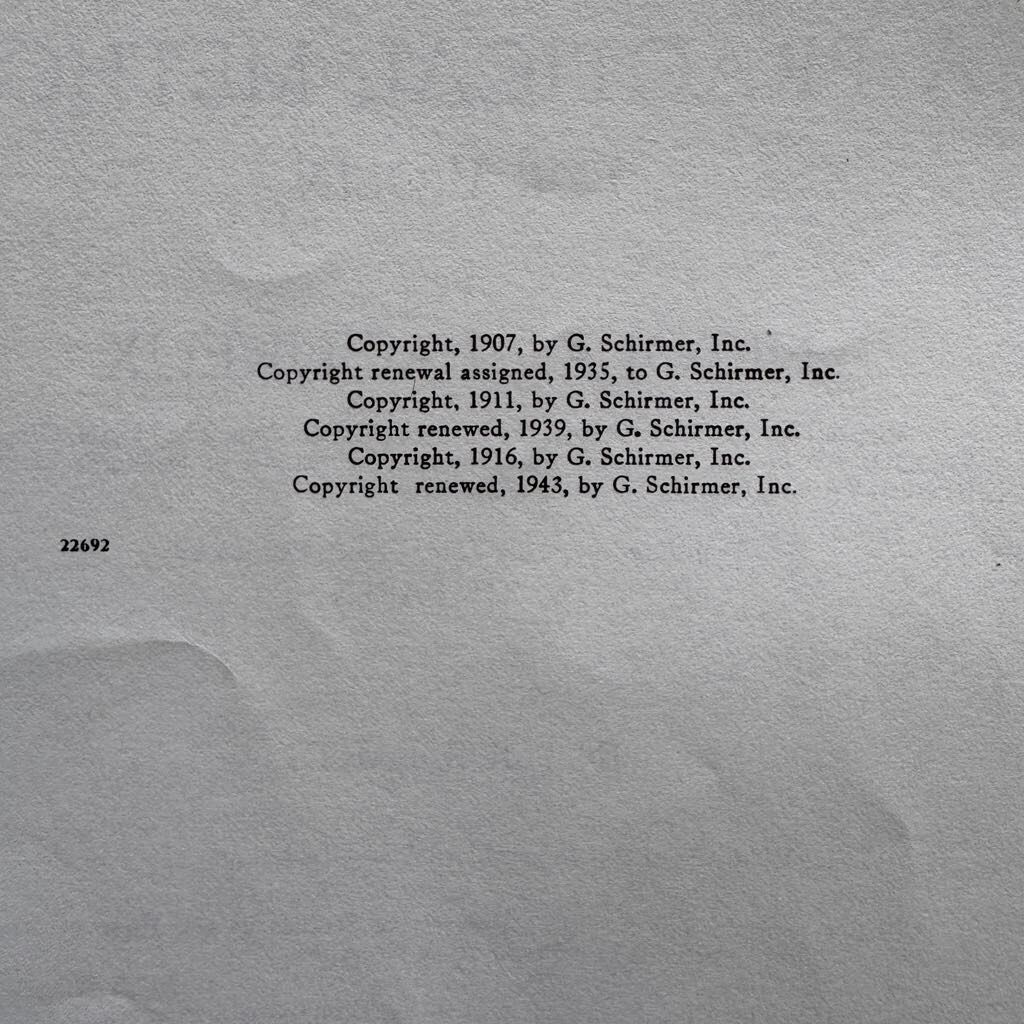 Copyright, 1907, by G. Schirmer, Inc.
Copyright renewal assigned, 1935, to G. Schirmer, Inc.
Copyright, 1911, by G. Schirmer, Inc.
Copyright renewed, 1939, by G. Schirmer, Inc.
Copyright, 1916, by G. Schirmer, Inc.
Copyright renewed, 1943, by G. Schirmer, Inc.
22692